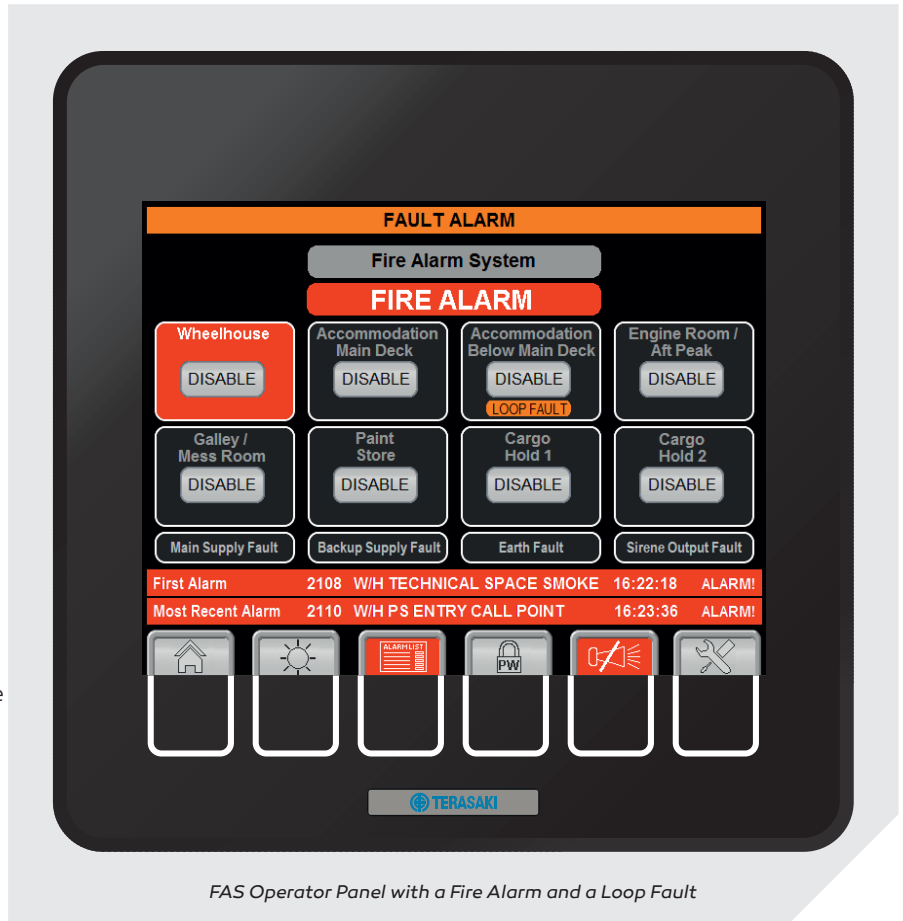 FAULT ALARM
Fire Alarm System
FIRE ALARM
Wheelhouse
DISABLE
Accommodation
Main Deck
DISABLE
Accommodation
Below Main Deck
DISABLE
LOOP FAULT
Engine Room /
Aft Peak
DISABLE
Galley /
Mess Room
DISABLE
Paint
Store
DISABLE
Cargo
Hold 1
DISABLE
Cargo
Hold 2
DISABLE
Main Supply Fault
Backup Supply Fault
Earth Fault
Sirene Output Fault
First Alarm 2108 W/H TECHNICAL SPACE SMOKE 16:22:18 ALARM!
Most Recent Alarm 2110 W/H PS ENTRY CALL POINT 16:23:36 ALARM!
ALARM LIST
PW
e
TERASAKI
FAS Operator Panel with a Fire Alarm and a Loop Fault